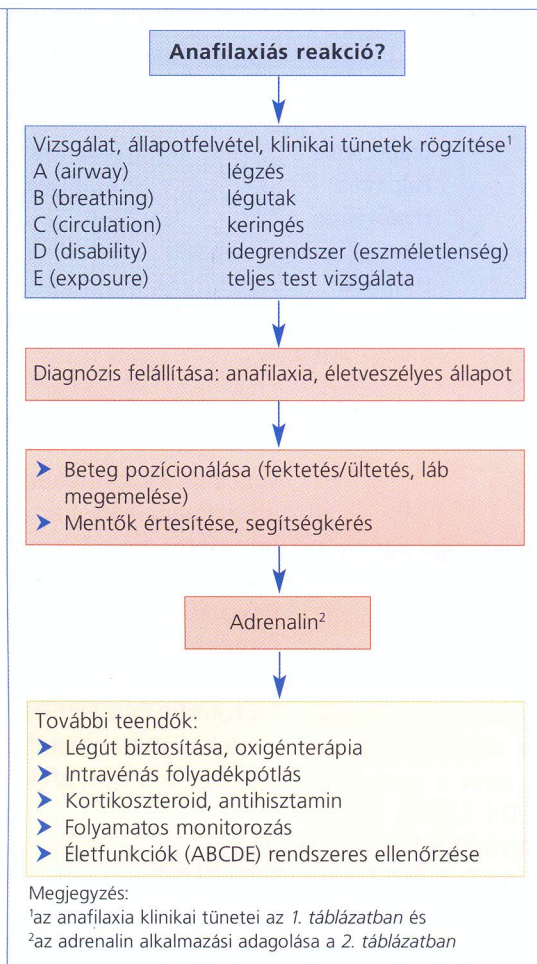 Anafilaxiás reakció?
Vizsgálat, állapotfelvétel, klinikai tünetek rögzítése¹
A (airway) légzés
B (breathing) légutak
C (circulation) keringés
D (disability) idegrendszer (eszméletlenség)
E (exposure) teljes test vizsgálata
Diagnózis felállítása: anafilaxia, életveszélyes állapot
➤ Beteg pozícionálása (fektetés/ültetés, láb
megemelése)
➤ Mentők értesítése, segítségkérés
Adrenalin²
További teendők:
➤ Légút biztosítása, oxigénterápia
➤ Intravénás folyadékpótlás
➤ Kortikoszteroid, antihisztamin
➤ Folyamatos monitorozás
➤ Életfunkciók (ABCDE) rendszeres ellenőrzése
Megjegyzés:
¹az anafilaxia klinikai tünetei az 1. táblázatban és
²az adrenalin alkalmazási adagolása a 2. táblázatban